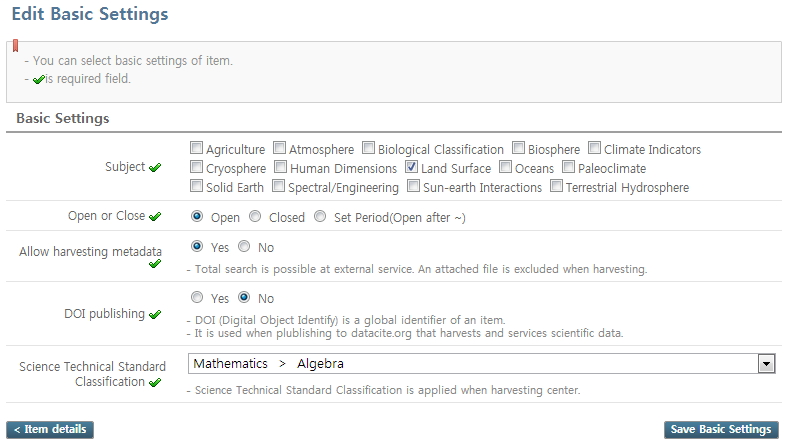 Edit Basic Settings
- You can select basic settings of item.
- is required field.
Basic Settings
Subject
Agriculture Atmosphere Biological Classification Biosphere Climate Indicators
Cryosphere Human Dimensions Land Surface Oceans Paleoclimate
Solid Earth Spectral/Engineering Sun-earth Interactions Terrestrial Hydrosphere
Open or Close Open Closed Set Period(Open after ~)
Allow harvesting metadata Yes No
- Total search is possible at external service. An attached file is excluded when harvesting.
DOI publishing Yes No
- DOI (Digital Object Identify) is a global identifier of an item.
- It is used when plublishing to datacite.org that harvests and services scientific data.
Science Technical Standard
Classification
Mathematics > Algebra
- Science Technical Standard Classification is applied when harvesting center.
< Item details
Save Basic Settings